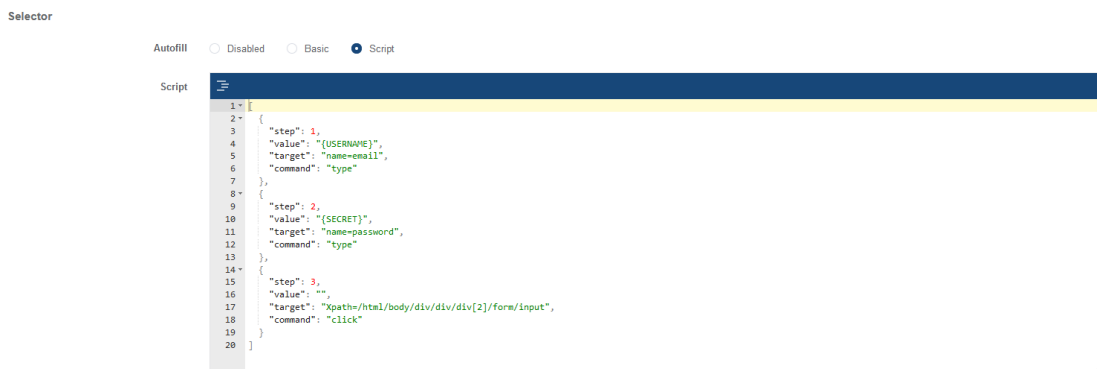 Selector
Autofill Disabled Basic Script
Script
1 [
2 {
3 "step": 1,
4 "value": "{USERNAME}",
5 "target": "name=email",
6 "command": "type"
7 },
8 {
9 "step": 2,
10 "value": "{SECRET}",
11 "target": "name=password",
12 "command": "type"
13 },
14 {
15 "step": 3,
16 "value": "",
17 "target": "Xpath=/html/body/div/div/div[2]/form/input",
18 "command": "click"
19 }
20 ]